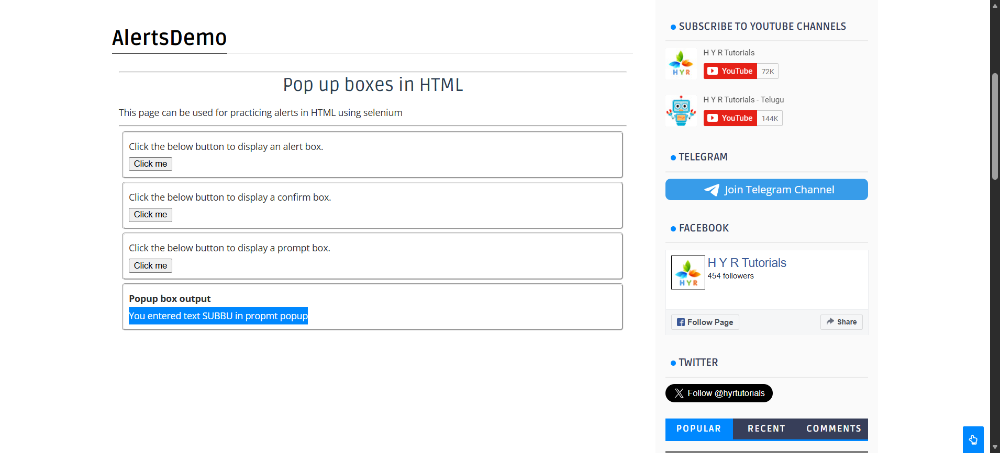 AlertsDemo
Pop up boxes in HTML
This page can be used for practicing alerts in HTML using selenium
Click the below button to display an alert box.
Click me
Click the below button to display a confirm box.
Click me
Click the below button to display a prompt box.
Click me
Popup box output
You entered text SUBBU in propmt popup
SUBSCRIBE TO YOUTUBE CHANNELS
HYR
H Y R Tutorials
YouTube 72K
H Y R Tutorials - Telugu
YouTube 144K
TELEGRAM
Join Telegram Channel
FACEBOOK
HYR
H Y R Tutorials
454 followers
Follow Page Share
TWITTER
Follow @hyrtutorials
POPULAR RECENT COMMENTS